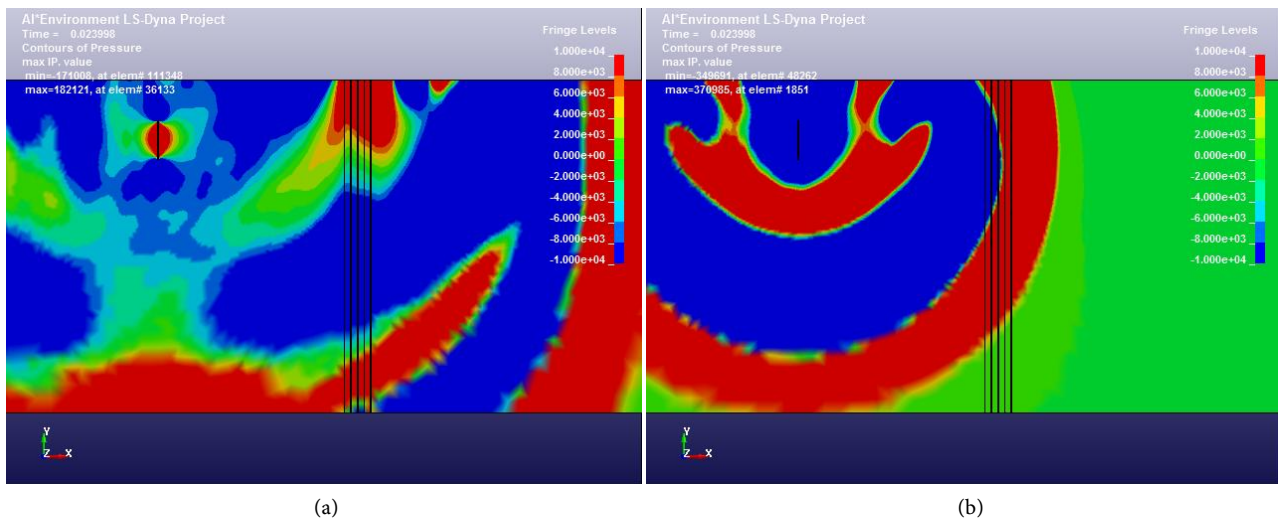 AI*Environment LS-Dyna Project
Time = 0.023998
Contours of Pressure
max IP. value
min=-171008, at elem# 111348
max=182121, at elem# 36133
Fringe Levels
1.000e+04
8.000e+03
6.000e+03
4.000e+03
2.000e+03
0.000e+00
-2.000e+03
-4.000e+03
-6.000e+03
-8.000e+03
-1.000e+04
Y
Z X
(a)
AI*Environment LS-Dyna Project
Time = 0.023998
Contours of Pressure
max IP. value
min=-349691, at elem# 48262
max=370985, at elem# 1851
Fringe Levels
1.000e+04
8.000e+03
6.000e+03
4.000e+03
2.000e+03
0.000e+00
-2.000e+03
-4.000e+03
-6.000e+03
-8.000e+03
-1.000e+04
Y
Z X
(b)